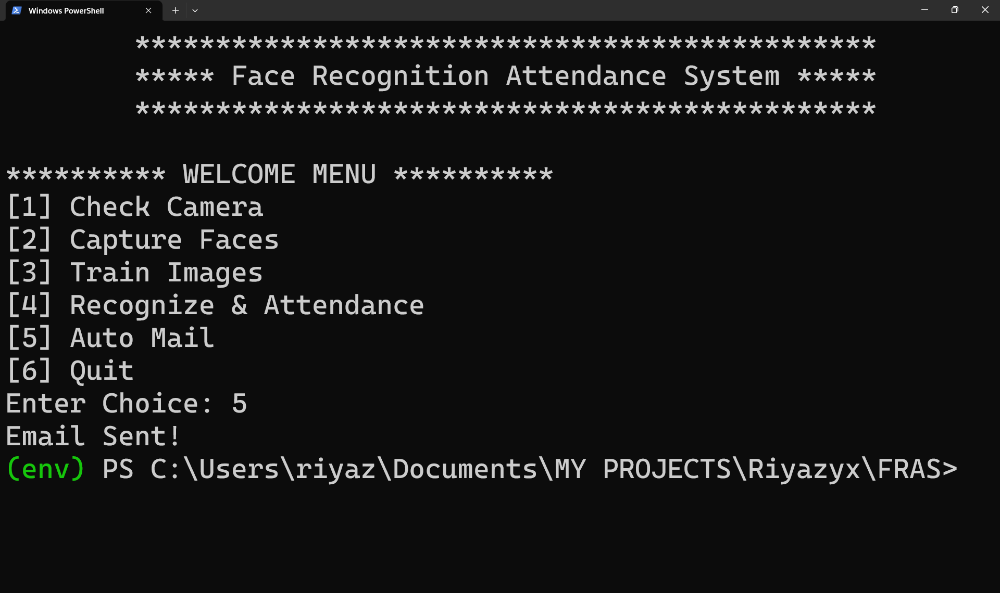 Windows PowerShell
**********************************************
***** Face Recognition Attendance System *****
**********************************************
********** WELCOME MENU **********
[1] Check Camera
[2] Capture Faces
[3] Train Images
[4] Recognize & Attendance
[5] Auto Mail
[6] Quit
Enter Choice: 5
Email Sent!
(env) PS C:\Users\riyaz\Documents\MY PROJECTS\Riyazyx\FRAS>